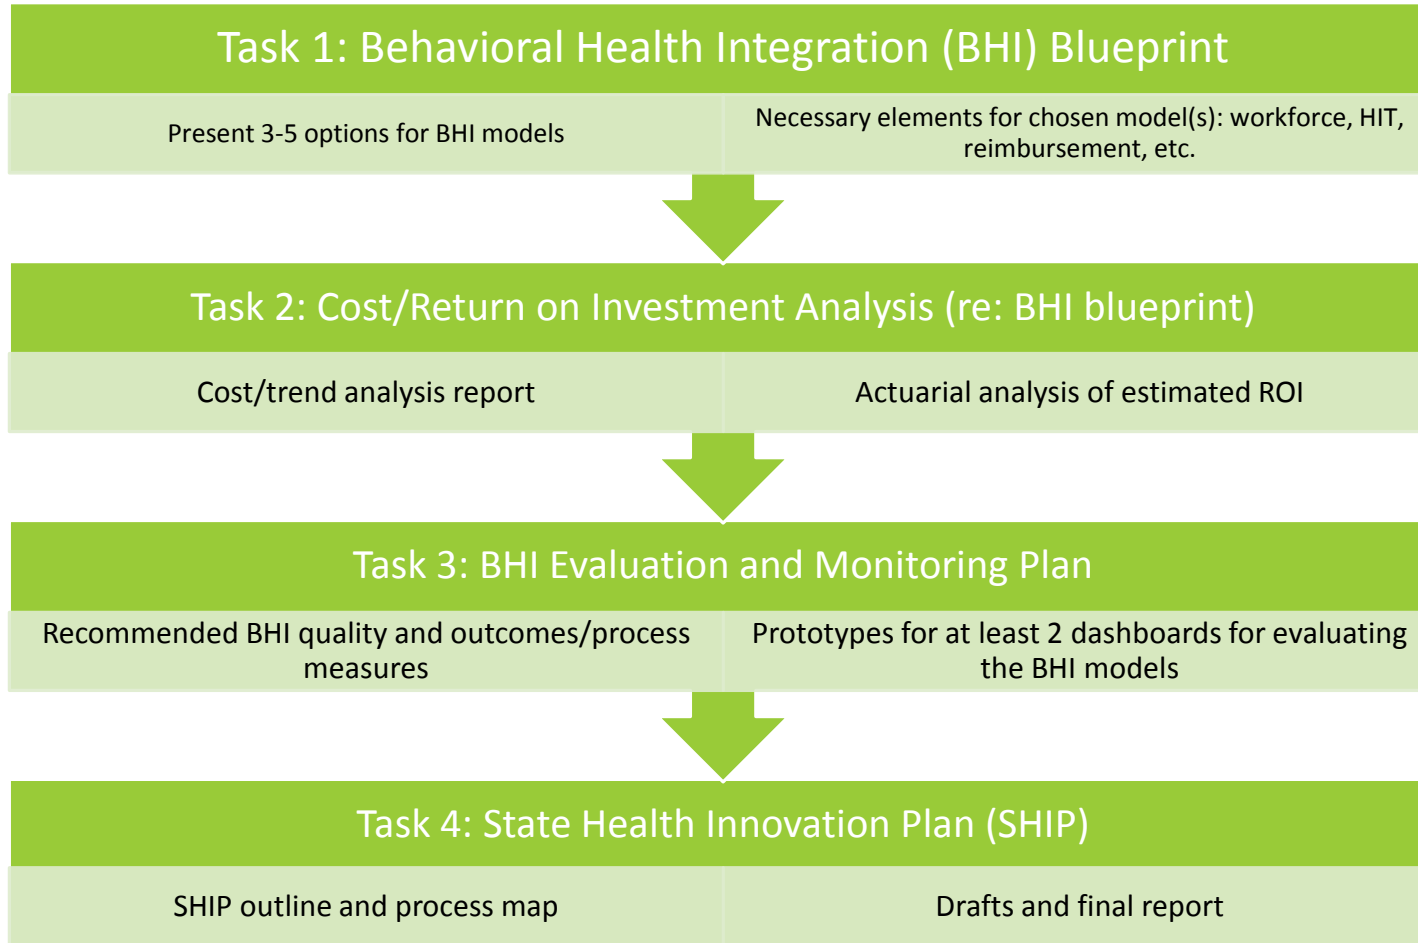 Task 1: Behavioral Health Integration (BHI) Blueprint
Present 3-5 options for BHI models
Necessary elements for chosen model(s): workforce, HIT,
reimbursement, etc.
Task 2: Cost/Return on Investment Analysis (re: BHI blueprint)
Cost/trend analysis report
Actuarial analysis of estimated ROI
Task 3: BHI Evaluation and Monitoring Plan
Recommended BHI quality and outcomes/process
measures
Prototypes for at least 2 dashboards for evaluating
the BHI models
Task 4: State Health Innovation Plan (SHIP)
SHIP outline and process map
Drafts and final report